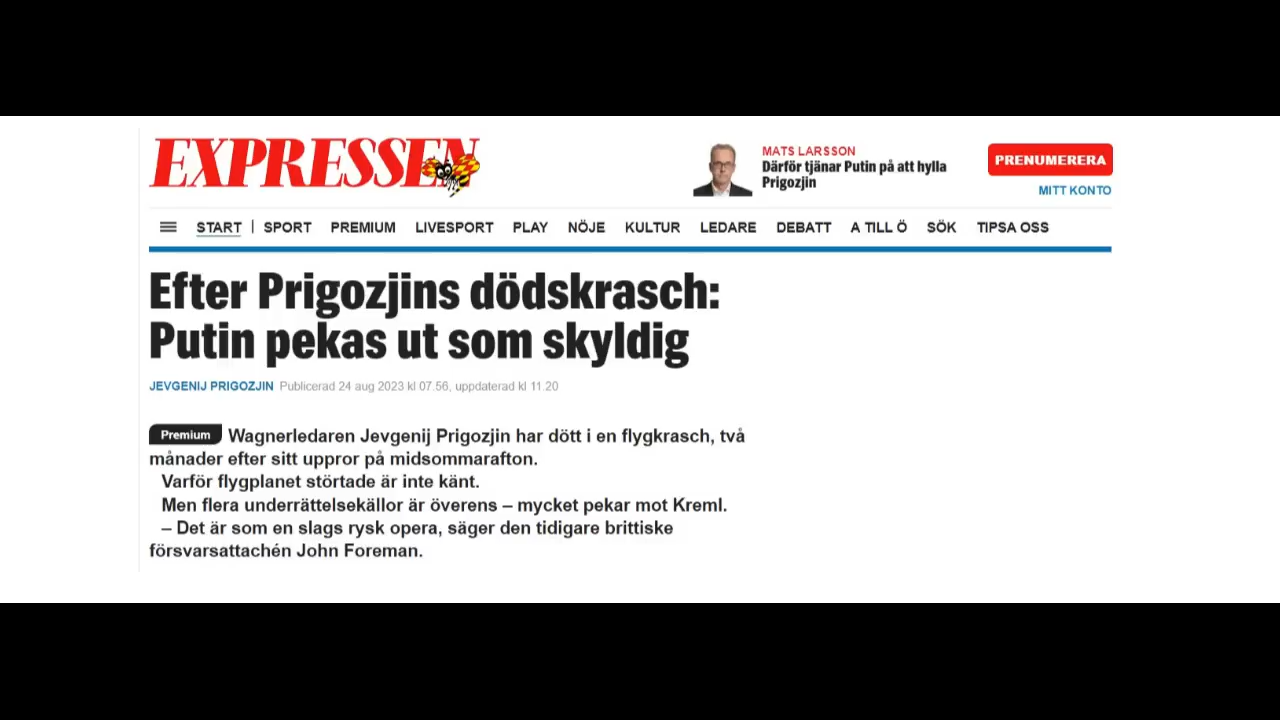 EXPRESSEN
MATS LARSSON
Därför tjänar Putin på att hylla
Prigozjin
PRENUMERERA
MITT KONTO
START | SPORT PREMIUM LIVESPORT PLAY NÖJE KULTUR LEDARE DEBATT A TILL Ö SÖK TIPSA OSS
Efter Prigozjins dödskrasch:
Putin pekas ut som skyldig
JEVGENIJ PRIGOZJIN Publicerad 24 aug 2023 kl 07.56, uppdaterad kl 11.20
Premium Wagnerledaren Jevgenij Prigozjin har dött i en flygkrasch, två
månader efter sitt uppror på midsommarafton.
Varför flygplanet störtade är inte känt.
Men flera underrättelsekällor är överens – mycket pekar mot Kreml.
– Det är som en slags rysk opera, säger den tidigare brittiske
försvarsattachén John Foreman.